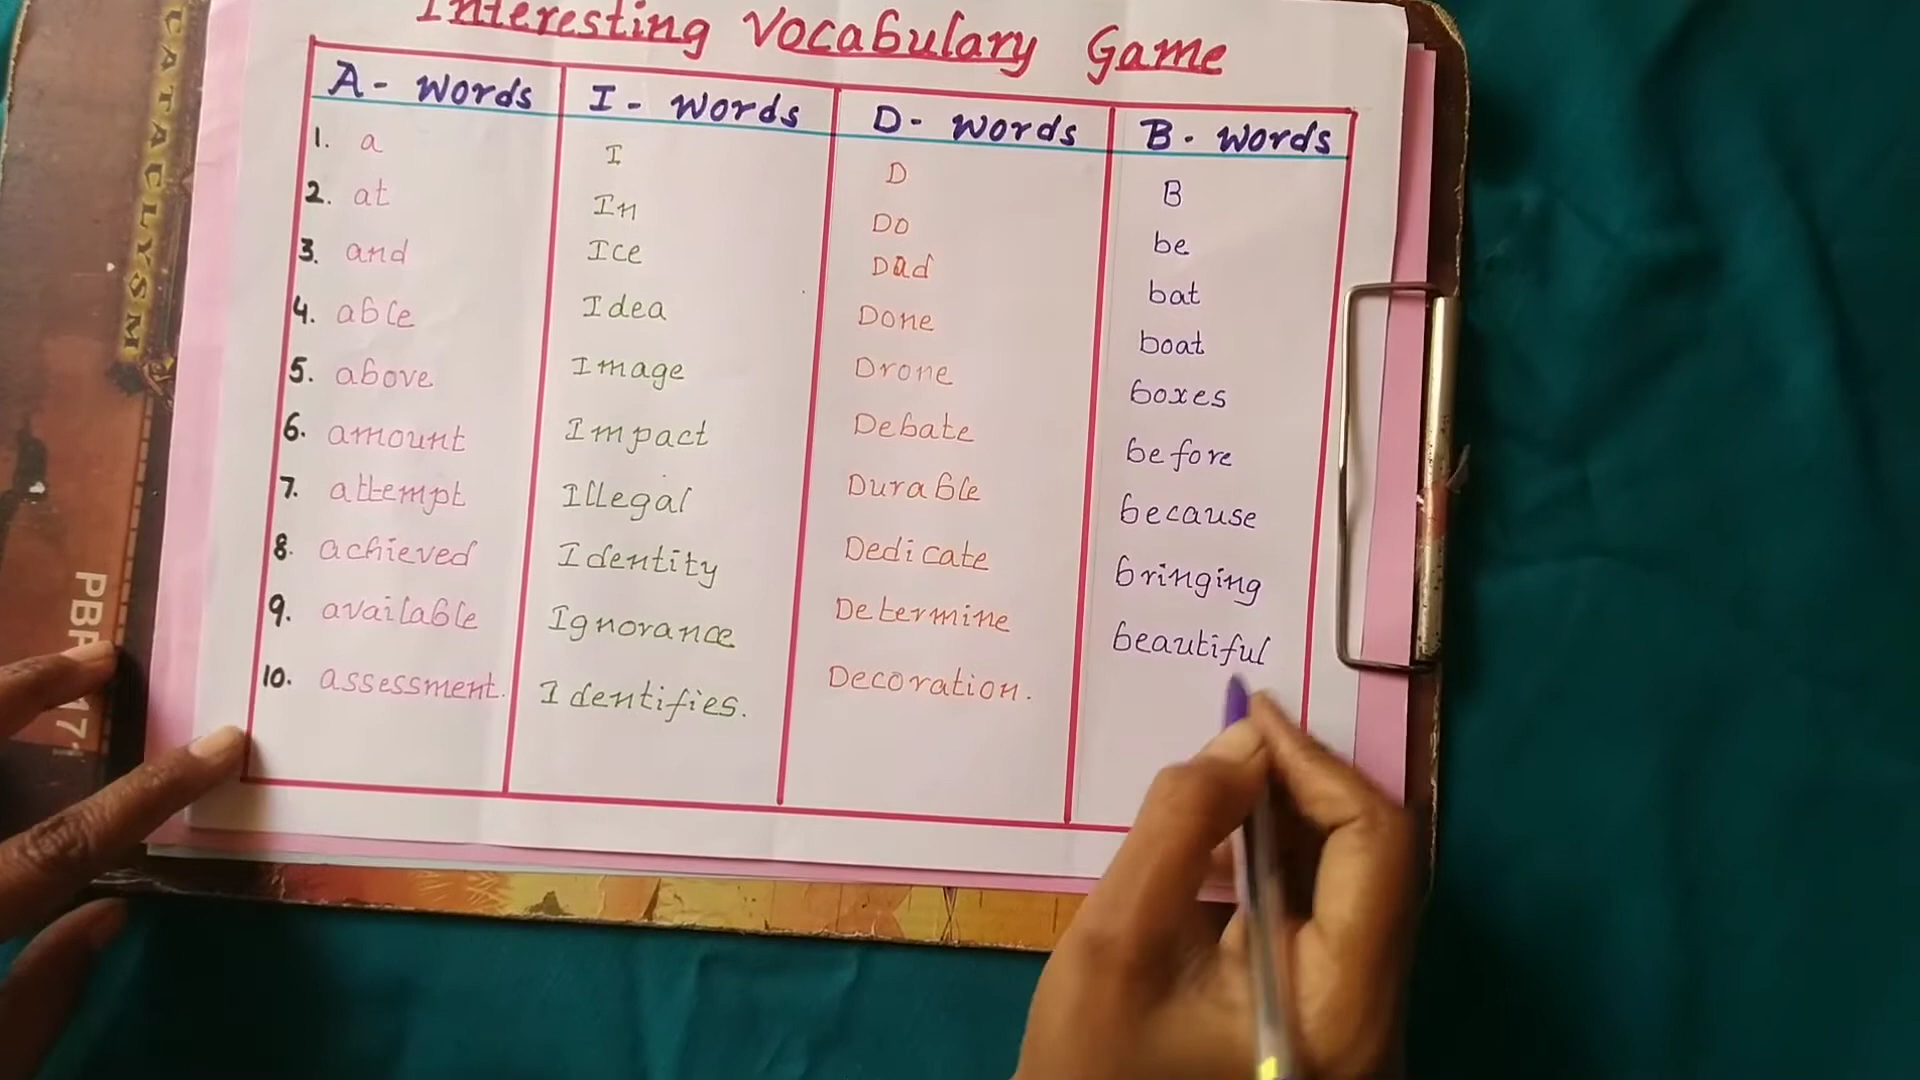 Interesting Vocabulary Game
A- Words I- Words D- Words B- Words
1. a I D B
2. at In Do be
3. and Ice Dad bat
4. able Idea Done boat
5. above Image Drone boxes
6. amount Impact Debate before
7. attempt Illegal Durable because
8. achieved Identity Dedicate bringing
9. available Ignorance Determine beautiful
10. assessment. Identifies. Decoration.
CATACLYSM